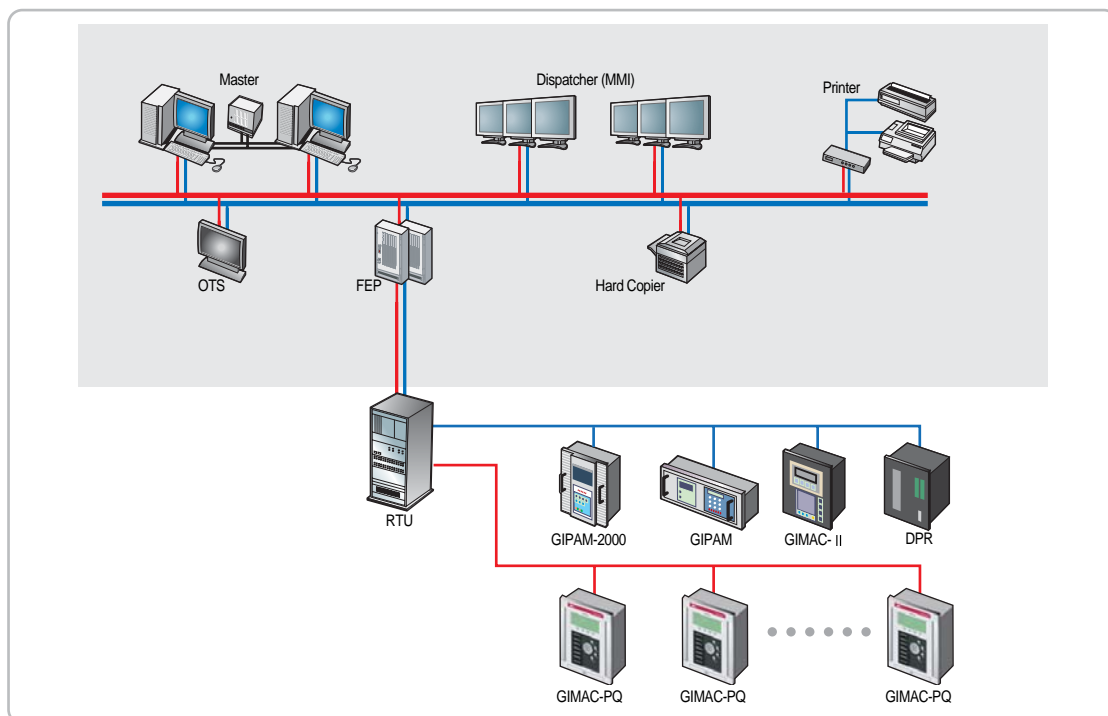 Master
Dispatcher (MMI)
Printer
OTS
FEP
Hard Copier
RTU
GIPAM-2000
GIPAM
GIMAC- II
DPR
GIMAC-PQ
GIMAC-PQ
GIMAC-PQ